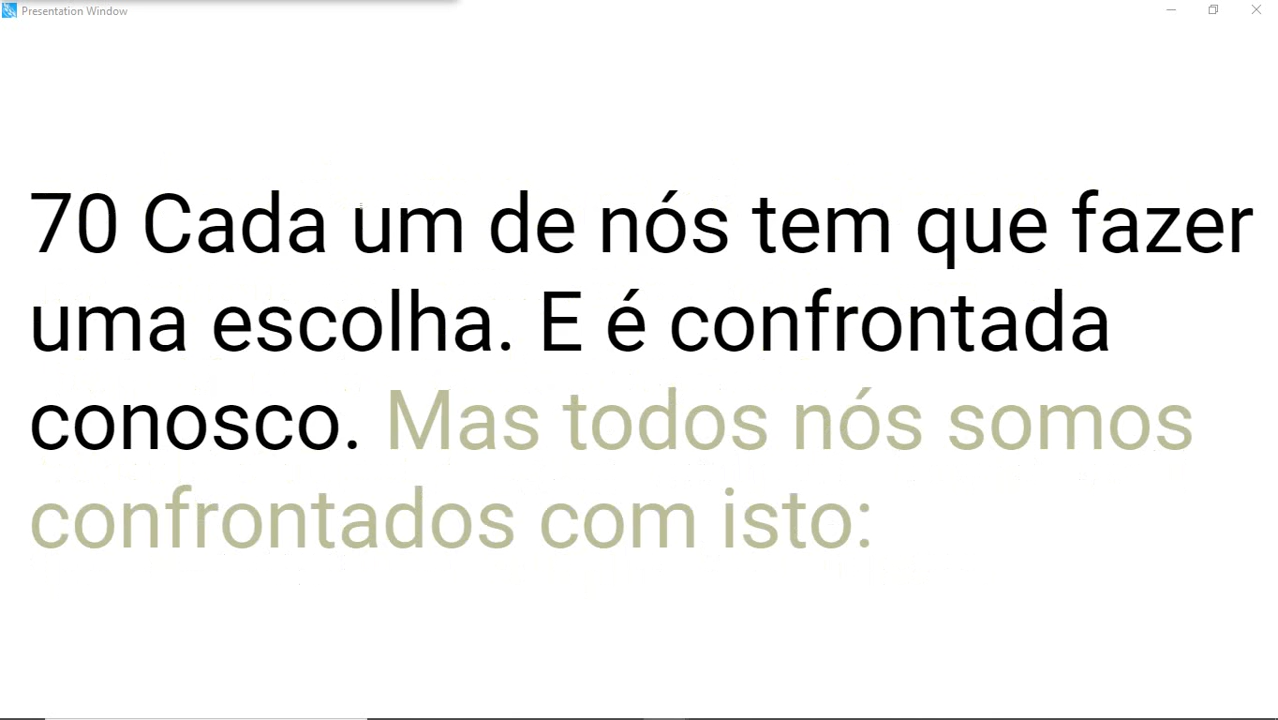 Presentation Window
70 Cada um de nós tem que fazer
uma escolha. E é confrontada
conosco. Mas todos nós somos
confrontados com isto: